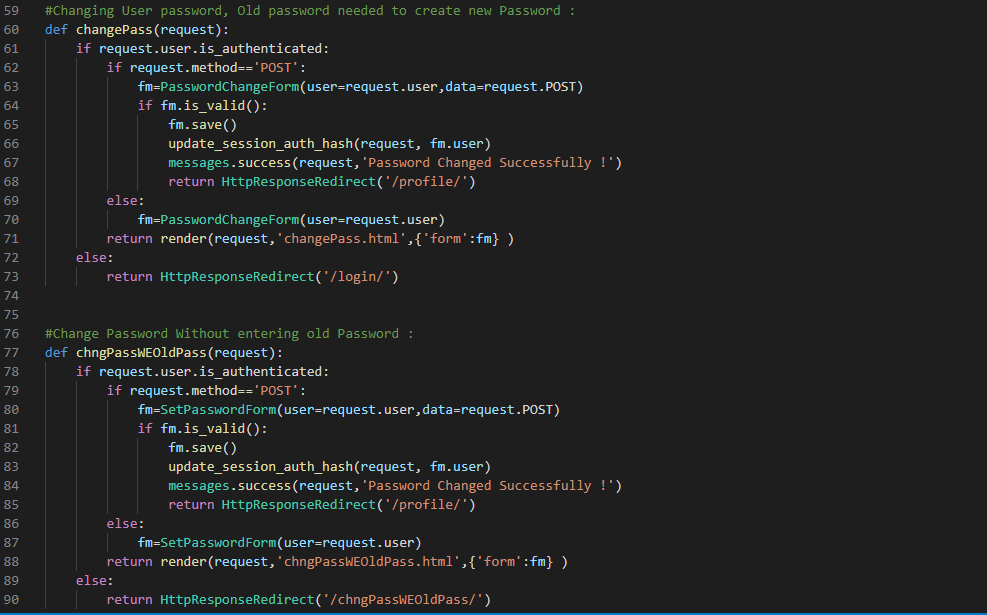 59 #Changing User password, Old password needed to create new Password :
60 def changePass(request):
61     if request.user.is_authenticated:
62         if request.method=='POST':
63             fm=PasswordChangeForm(user=request.user,data=request.POST)
64             if fm.is_valid():
65                 fm.save()
66                 update_session_auth_hash(request, fm.user)
67                 messages.success(request,'Password Changed Successfully !')
68                 return HttpResponseRedirect('/profile/')
69         else:
70             fm=PasswordChangeForm(user=request.user)
71         return render(request,'changePass.html',{'form':fm} )
72     else:
73         return HttpResponseRedirect('/login/')
74
75
76 #Change Password Without entering old Password :
77 def chngPassWEOldPass(request):
78     if request.user.is_authenticated:
79         if request.method=='POST':
80             fm=SetPasswordForm(user=request.user,data=request.POST)
81             if fm.is_valid():
82                 fm.save()
83                 update_session_auth_hash(request, fm.user)
84                 messages.success(request,'Password Changed Successfully !')
85                 return HttpResponseRedirect('/profile/')
86         else:
87             fm=SetPasswordForm(user=request.user)
88         return render(request,'chngPassWEOldPass.html',{'form':fm} )
89     else:
90         return HttpResponseRedirect('/chngPassWEOldPass/')